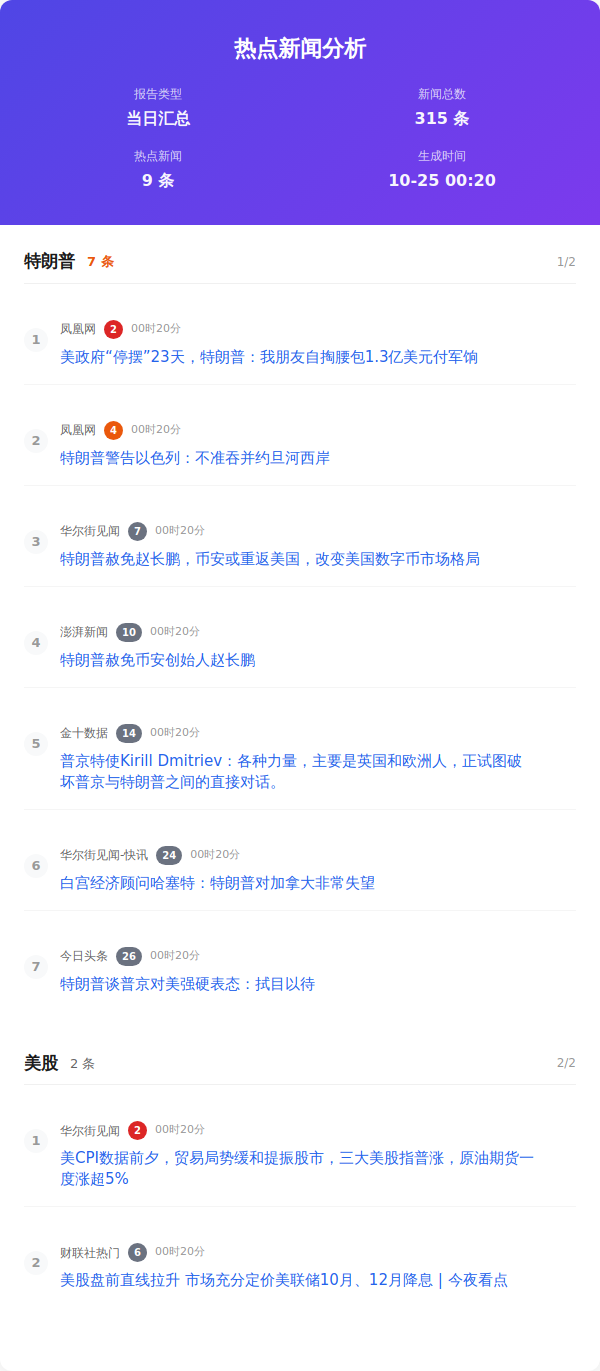 热点新闻分析
报告类型
当日汇总
新闻总数
315 条
热点新闻
9 条
生成时间
10-25 00:20
特朗普 7 条 1/2
1 凤凰网 2 00时20分
美政府“停摆”23天，特朗普：我朋友自掏腰包1.3亿美元付军饷
2 凤凰网 4 00时20分
特朗普警告以色列：不准吞并约旦河西岸
3 华尔街见闻 7 00时20分
特朗普赦免赵长鹏，币安或重返美国，改变美国数字币市场格局
4 澎湃新闻 10 00时20分
特朗普赦免币安创始人赵长鹏
5 金十数据 14 00时20分
普京特使Kirill Dmitriev：各种力量，主要是英国和欧洲人，正试图破
坏普京与特朗普之间的直接对话。
6 华尔街见闻-快讯 24 00时20分
白宫经济顾问哈塞特：特朗普对加拿大非常失望
7 今日头条 26 00时20分
特朗普谈普京对美强硬表态：拭目以待
美股 2 条 2/2
1 华尔街见闻 2 00时20分
美CPI数据前夕，贸易局势缓和提振股市，三大美股指普涨，原油期货一
度涨超5%
2 财联社热门 6 00时20分
美股盘前直线拉升 市场充分定价美联储10月、12月降息 | 今夜看点